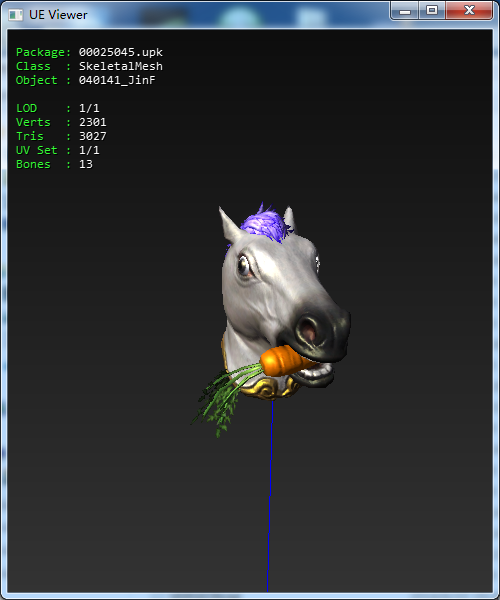 UE Viewer
Package: 00025045.upk
Class : SkeletalMesh
Object : 040141_JinF
LOD : 1/1
Verts : 2301
Tris : 3027
UV Set : 1/1
Bones : 13